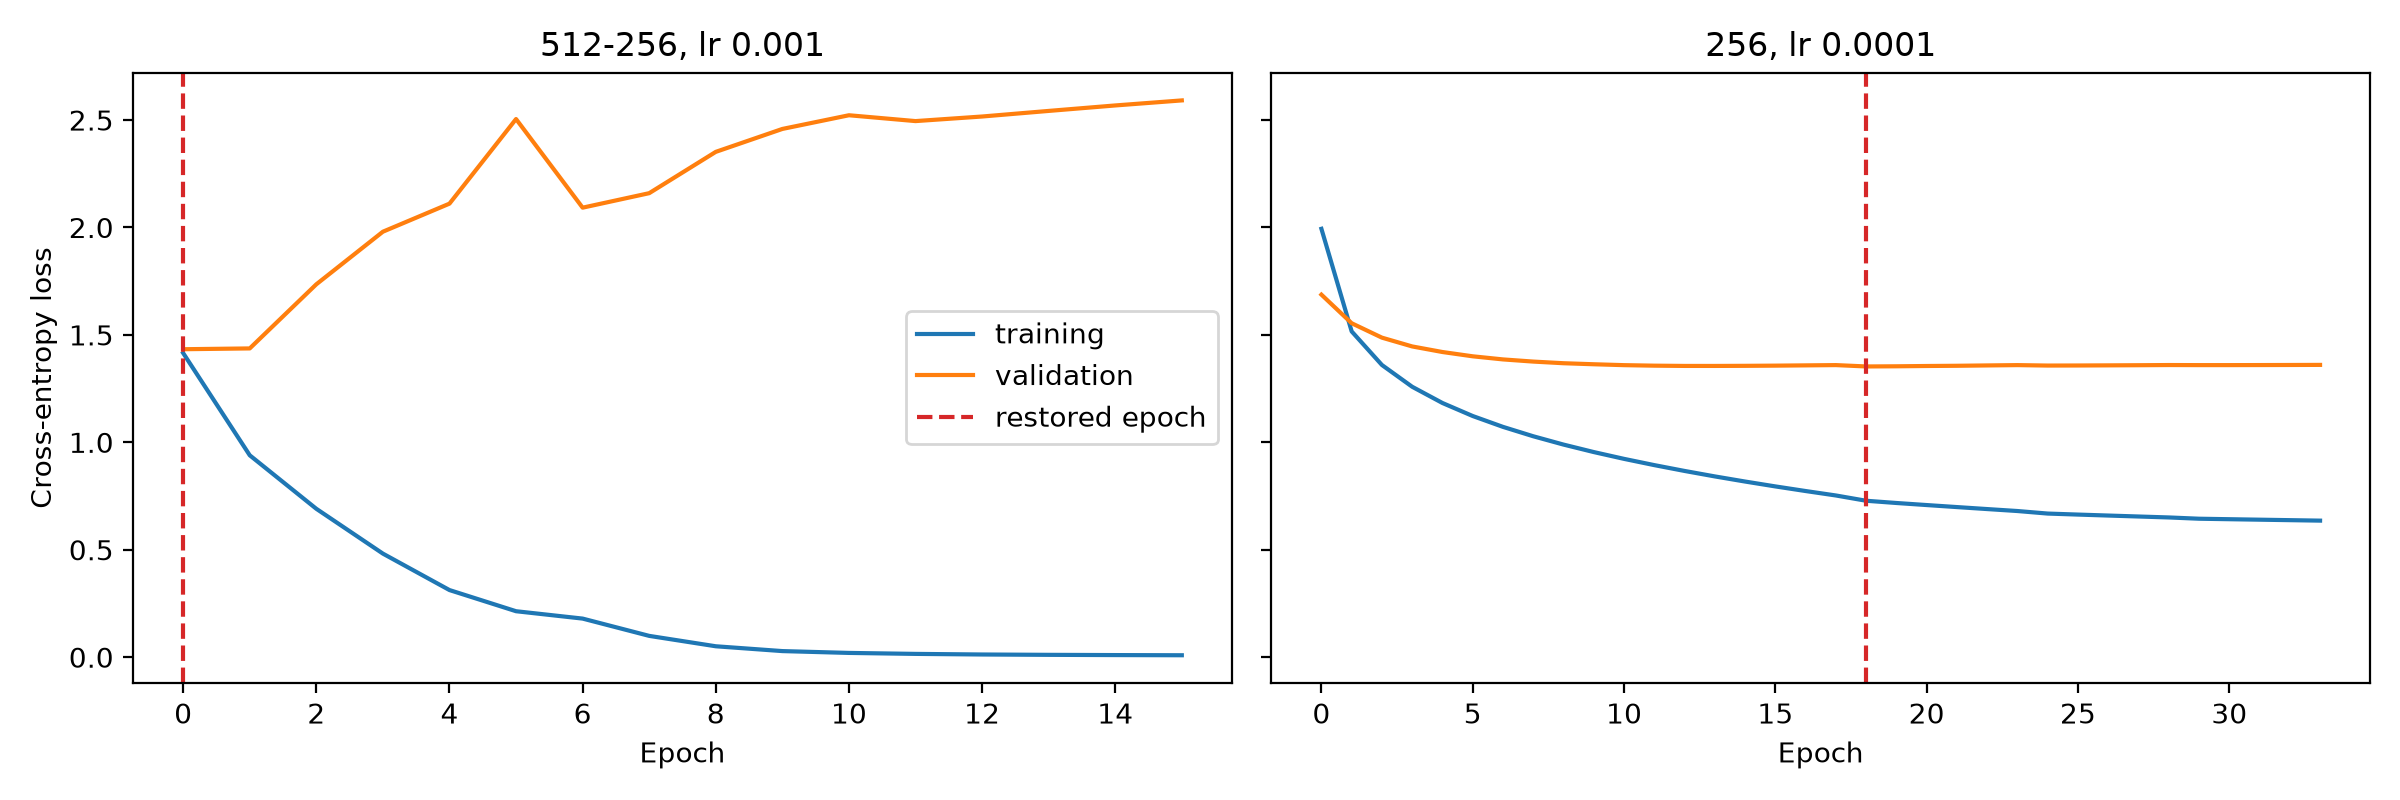 512-256, lr 0.001
Cross-entropy loss
2.5
2.0
1.5
1.0
0.5
0.0
training
validation
restored epoch
0 2 4 6 8 10 12 14
Epoch
256, lr 0.0001
0 5 10 15 20 25 30
Epoch